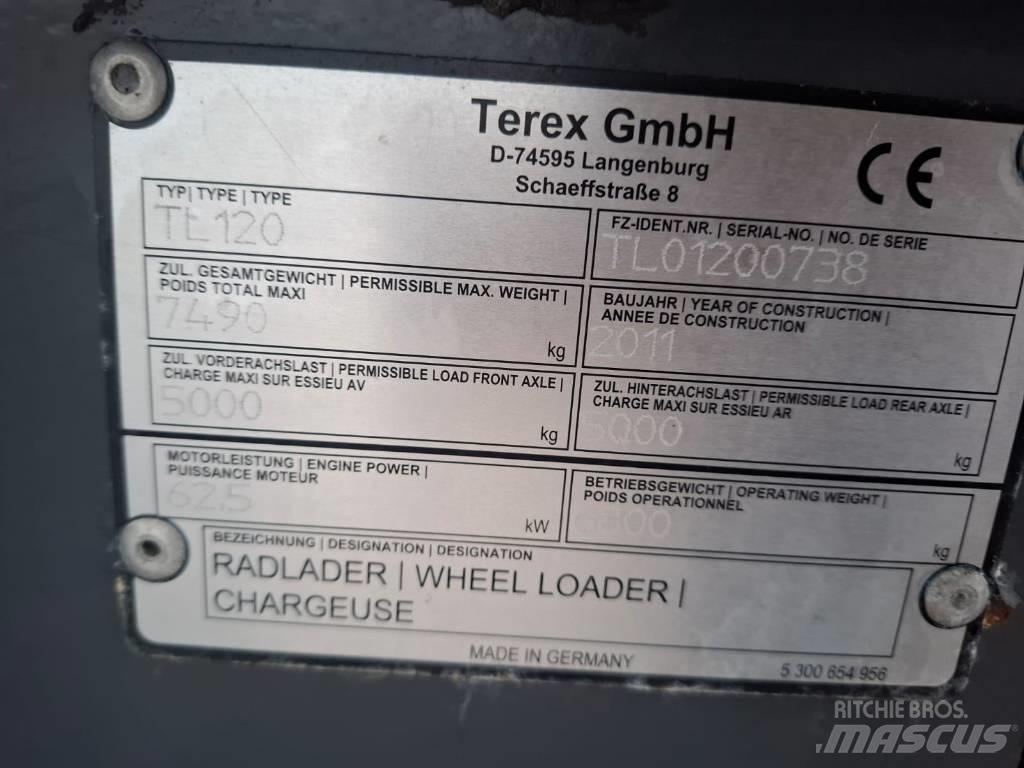 Terex GmbH
D-74595 Langenburg
Schaeffstraße 8
CE
TYP| TYPE | TYPE
TL120
FZ-IDENT.NR. | SERIAL-NO. | NO. DE SERIE
TL01200738
ZUL. GESAMTGEWICHT | PERMISSIBLE MAX. WEIGHT |
POIDS TOTAL MAXI
7490
kg
BAUJAHR | YEAR OF CONSTRUCTION |
ANNEE DE CONSTRUCTION
2011
ZUL. VORDERACHSLAST | PERMISSIBLE LOAD FRONT AXLE |
CHARGE MAXI SUR ESSIEU AV
5000
kg
ZUL. HINTERACHSLAST | PERMISSIBLE LOAD REAR AXLE |
CHARGE MAXI SUR ESSIEU AR
5000
kg
MOTORLEISTUNG | ENGINE POWER |
PUISSANCE MOTEUR
62.5
kW
BETRIEBSGEWICHT | OPERATING WEIGHT |
POIDS OPERATIONNEL
kg
BEZEICHNUNG | DESIGNATION | DESIGNATION
RADLADER | WHEEL LOADER |
CHARGEUSE
MADE IN GERMANY
5 300 654 956
RITCHIE BROS.
MASCUS